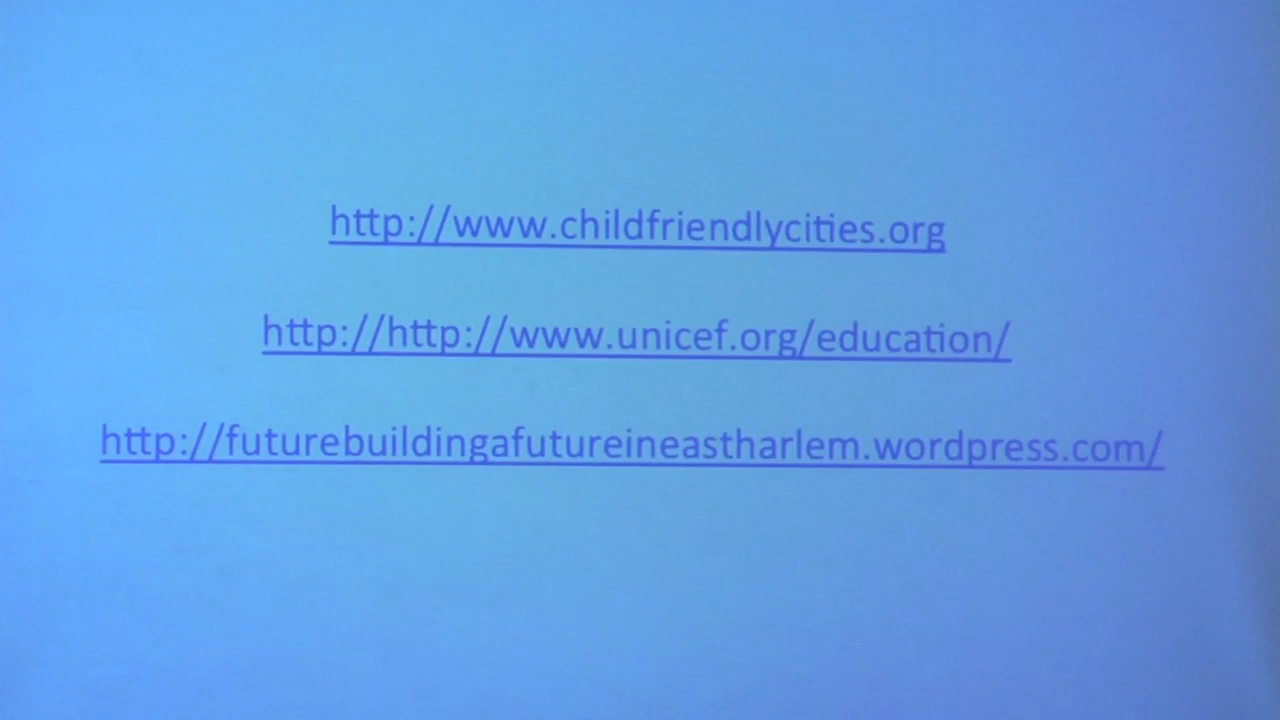 http://www.childfriendlycities.org
http://http://www.unicef.org/education/
http://futurebuildingafutureineastharlem.wordpress.com/